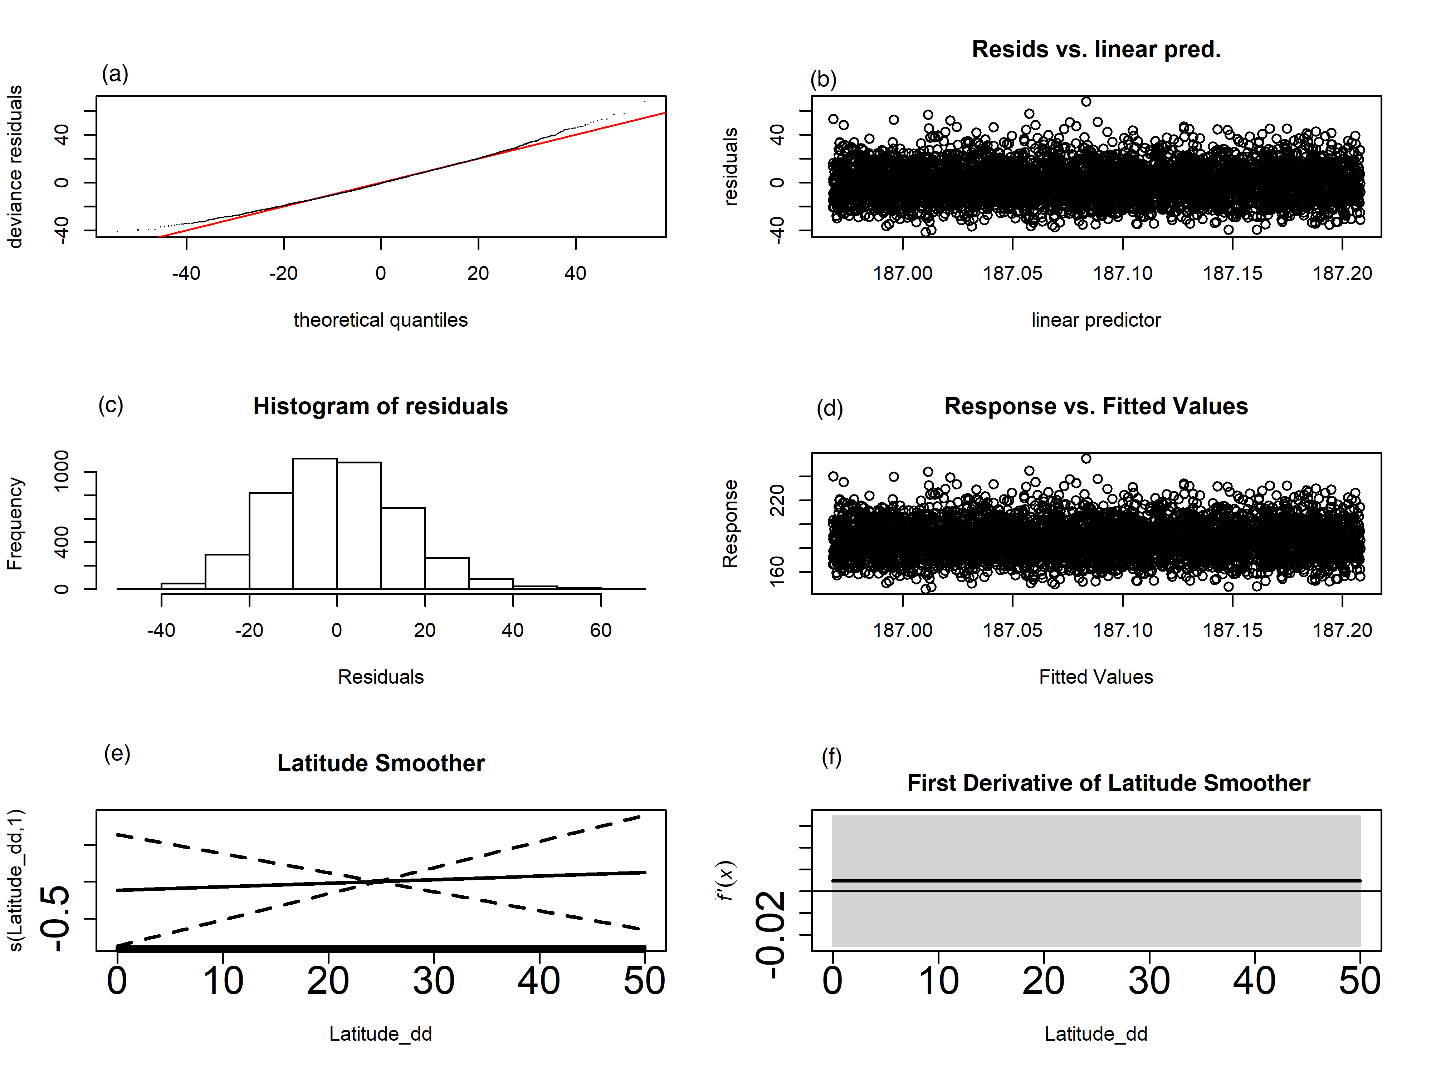 (a)
deviance residuals
40
0
-40
-40
-20
0
20
40
theoretical quantiles
Resids vs. linear pred.
(b)
residuals
40
0
-40
187.00
187.05
187.10
187.15
187.20
linear predictor
(c)
Histogram of residuals
Frequency
1000
400
0
-40
-20
0
20
40
60
Residuals
(d)
Response vs. Fitted Values
Response
220
160
187.00
187.05
187.10
187.15
187.20
Fitted Values
(e)
Latitude Smoother
s(Latitude_dd,1)
-0.5
0
10
20
30
40
50
Latitude_dd
(f)
First Derivative of Latitude Smoother
f'(x)
-0.02
0
10
20
30
40
50
Latitude_dd